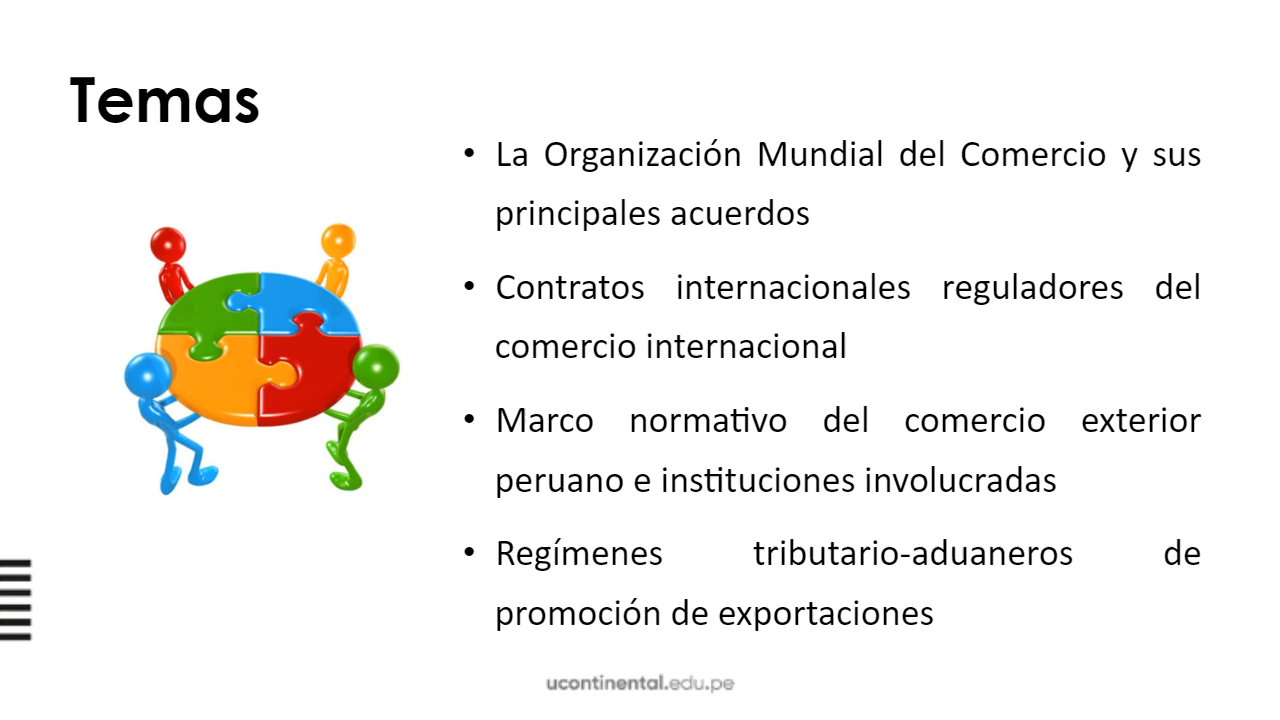 Temas
• La Organización Mundial del Comercio y sus
principales acuerdos
• Contratos internacionales reguladores del
comercio internacional
• Marco normativo del comercio exterior
peruano e instituciones involucradas
• Regímenes tributario-aduaneros de
promoción de exportaciones
ucontinental.edu.pe